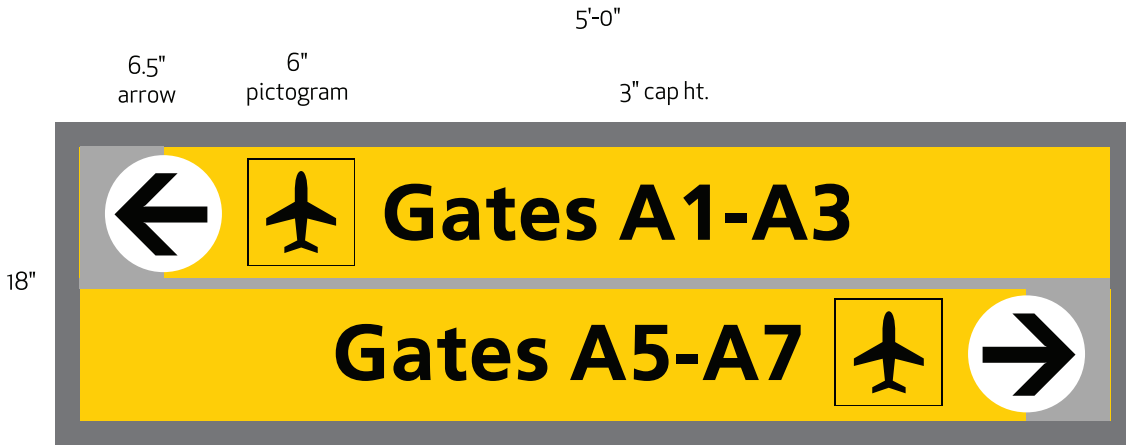 5'-0"
6.5"
arrow
6"
pictogram
3" cap ht.
Gates A1-A3
18"
Gates A5-A7